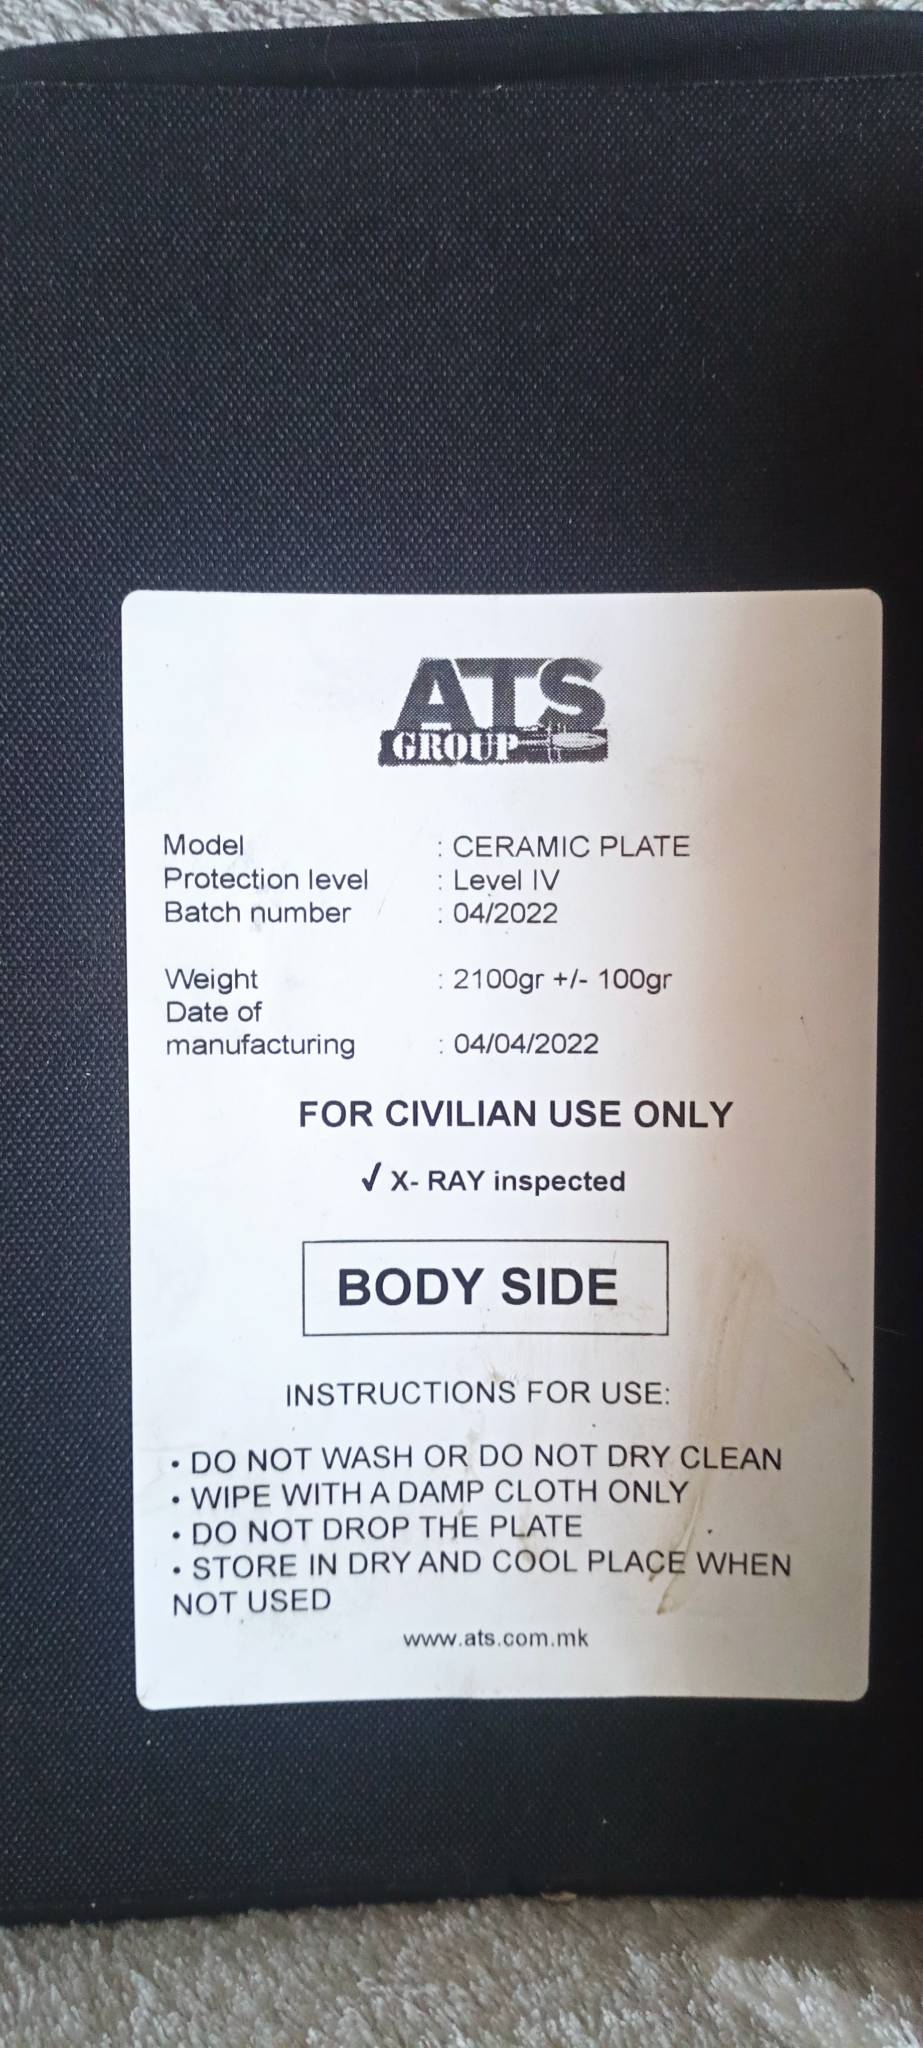 ATS
GROUP
Model : CERAMIC PLATE
Protection level : Level IV
Batch number : 04/2022
Weight : 2100gr +/- 100gr
Date of
manufacturing : 04/04/2022
FOR CIVILIAN USE ONLY
✓ X- RAY inspected
BODY SIDE
INSTRUCTIONS FOR USE:
• DO NOT WASH OR DO NOT DRY CLEAN
• WIPE WITH A DAMP CLOTH ONLY
• DO NOT DROP THE PLATE
• STORE IN DRY AND COOL PLACE WHEN
NOT USED
www.ats.com.mk